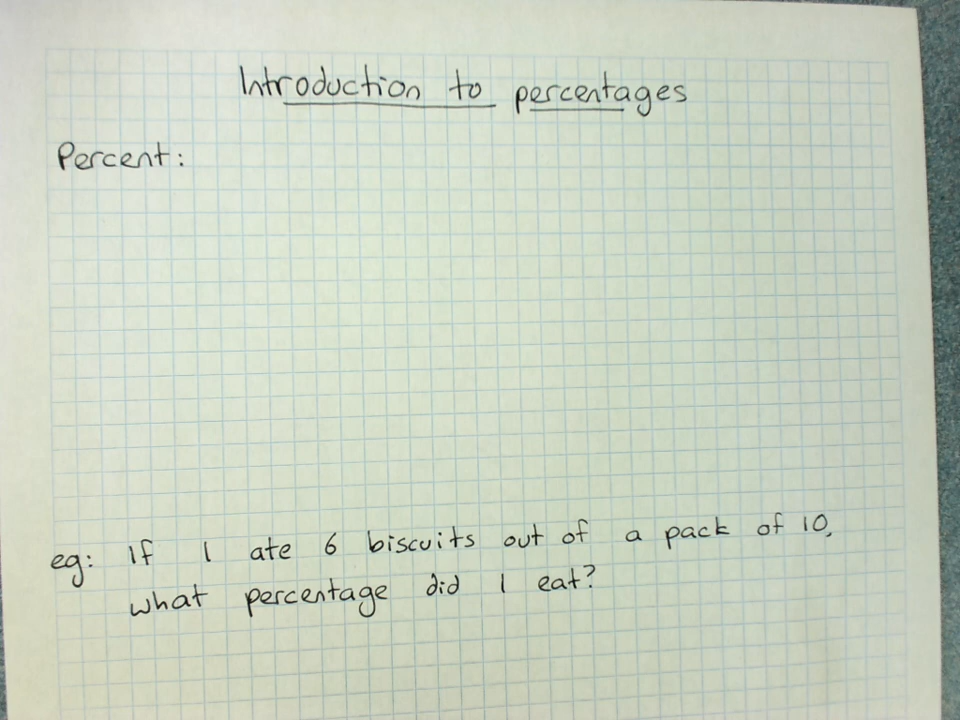 Introduction to percentages
Percent:
eg: If I ate 6 biscuits out of a pack of 10,
what percentage did I eat?